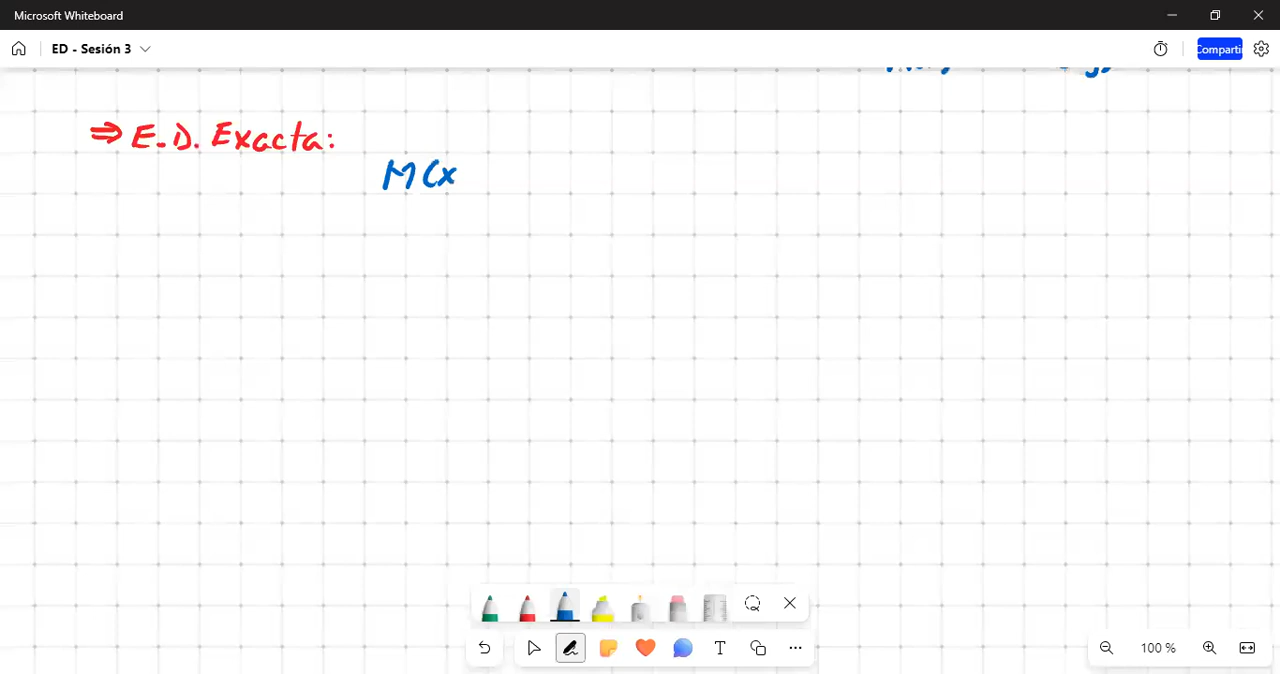 Microsoft Whiteboard
ED - Sesión 3
Comparti
⇒ E.D. Exacta:
M(x
100 %